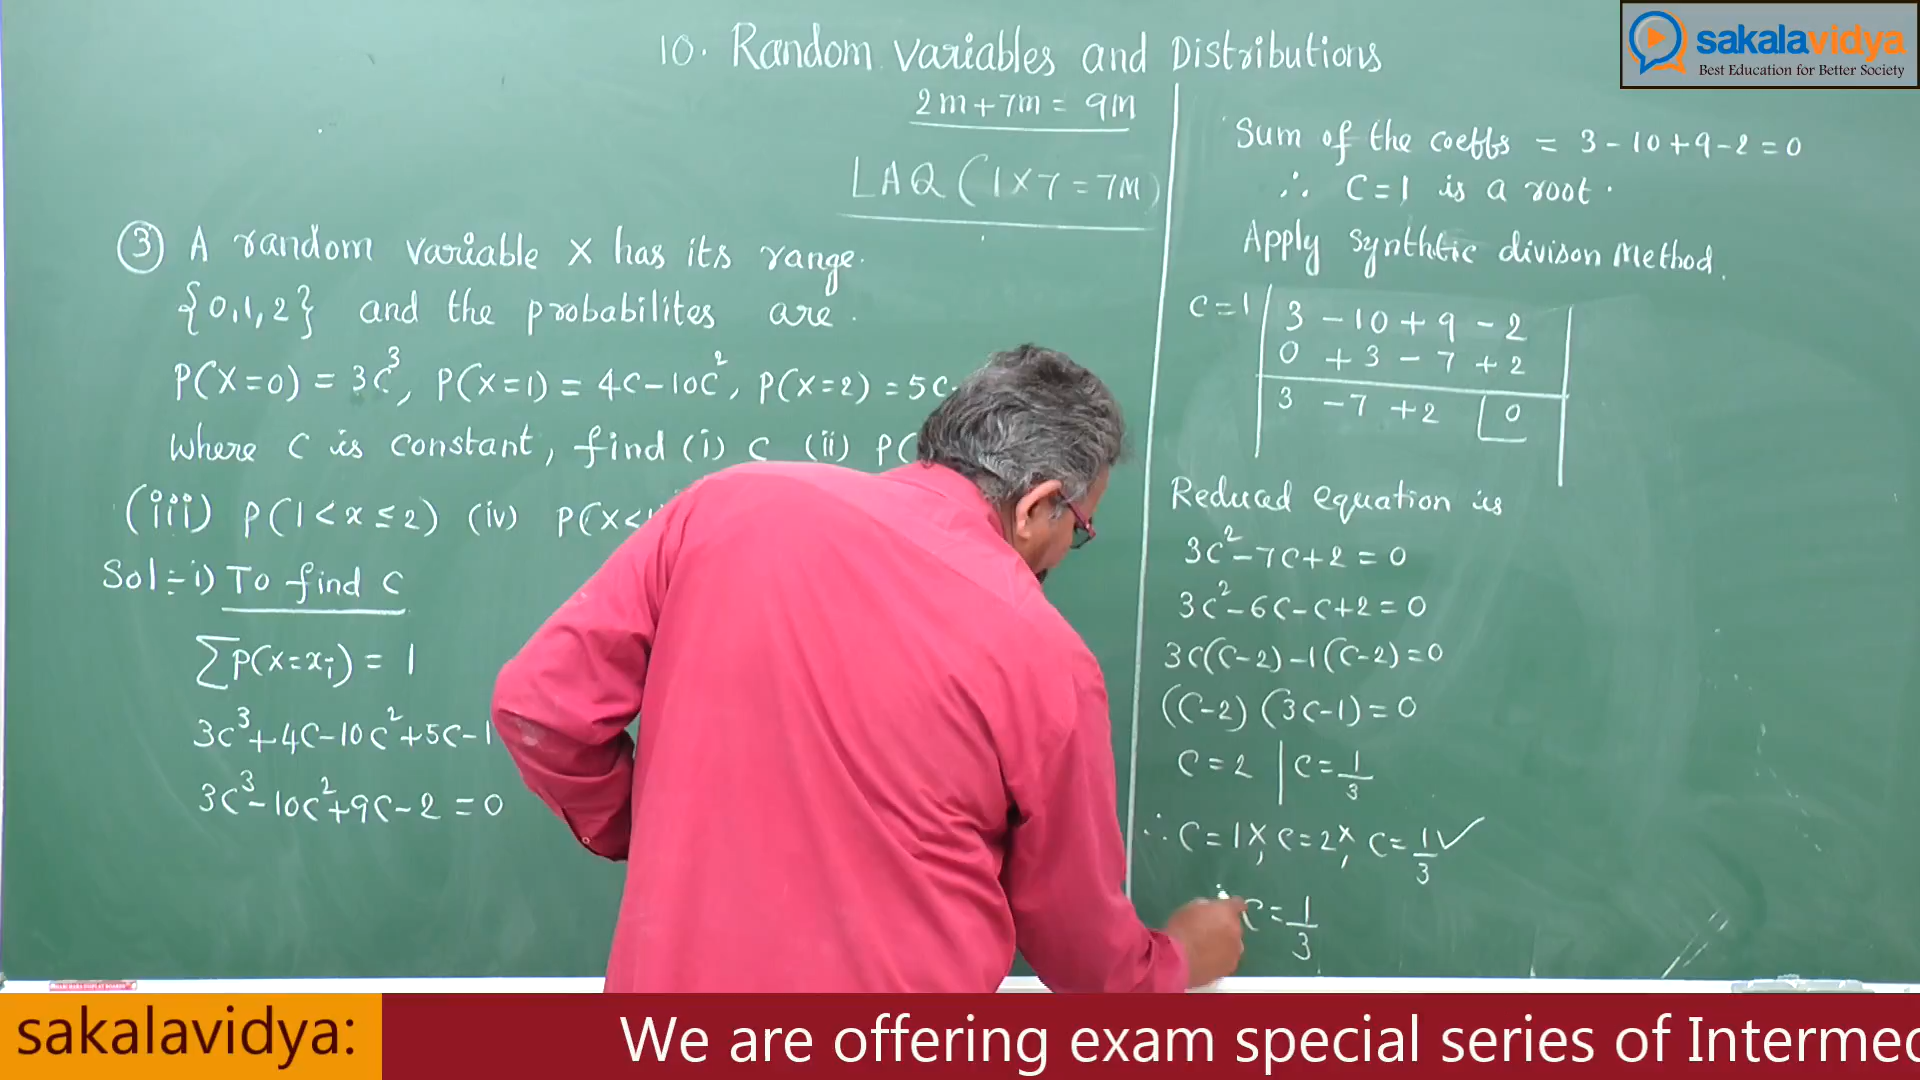 10. Random variables and Distributions
2m+7m = 9M
LAQ (1×7=7M)
③ A random variable X has its range.
{0,1,2} and the probabilites are.
P(X=0) = 3c³, P(X=1) = 4c-10c², P(X=2) = 5c-
where c is constant, find (i) c (ii) P(
(iii) P(1<x≤2) (iv) P(X<1
Sol:- i) To find c
∑P(X=xi) = 1
3c³+4c-10c²+5c-1
3c³-10c²+9c-2 = 0
Sum of the coeffs = 3-10+9-2=0
∴ C=1 is a root.
Apply Synthtic divison Method.
c=1 | 3 -10 +9 -2
0 +3 -7 +2
3 -7 +2 0
Reduced equation is
3c²-7c+2=0
3c²-6c-c+2=0
3c(c-2)-1(c-2)=0
(c-2) (3c-1)=0
c=2 | c=1/3
∴ c=1×, c=2×, c=1/3 ✓
c=1/3
sakalavidya
Best Education for Better Society
sakalavidya: We are offering exam special series of Intermed